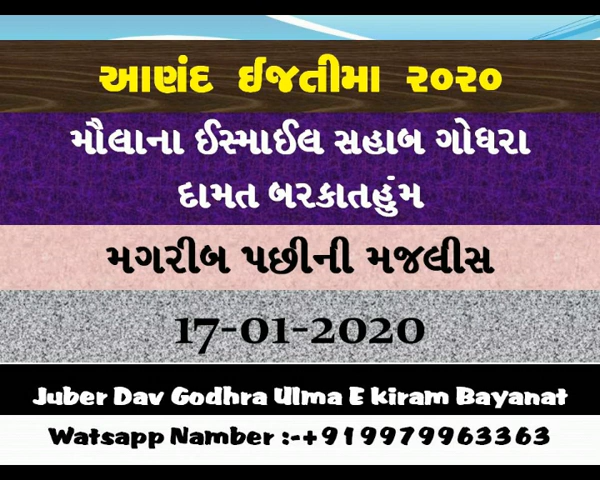 આણંદ ઈજતીમા ૨૦૨૦
મૌલાના ઈસ્માઈલ સહાબ ગોધરા
દામત બરકાતહુંમ
મગરીબ પછીની મજલીસ
17-01-2020
Juber Dav Godhra Ulma E kiram Bayanat
Watsapp Namber :-+919979963363